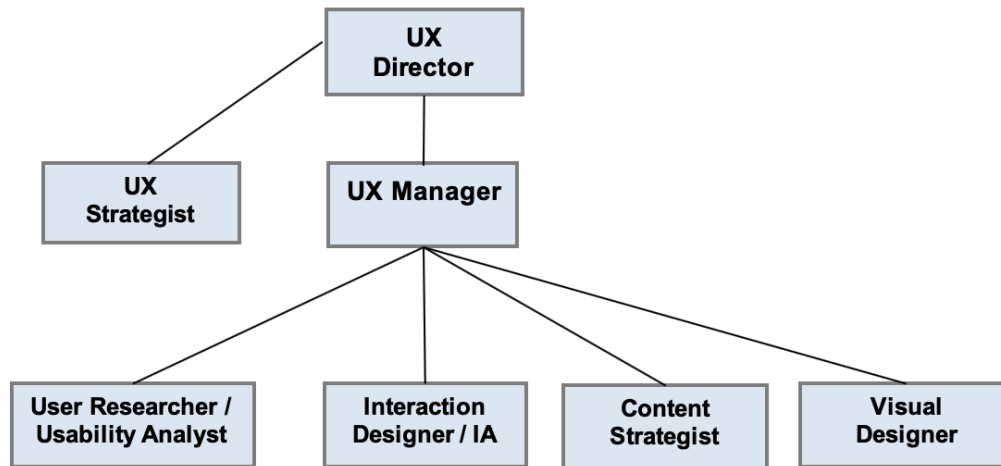 UX
Director
UX
Strategist
UX Manager
User Researcher /
Usability Analyst
Interaction
Designer / IA
Content
Strategist
Visual
Designer